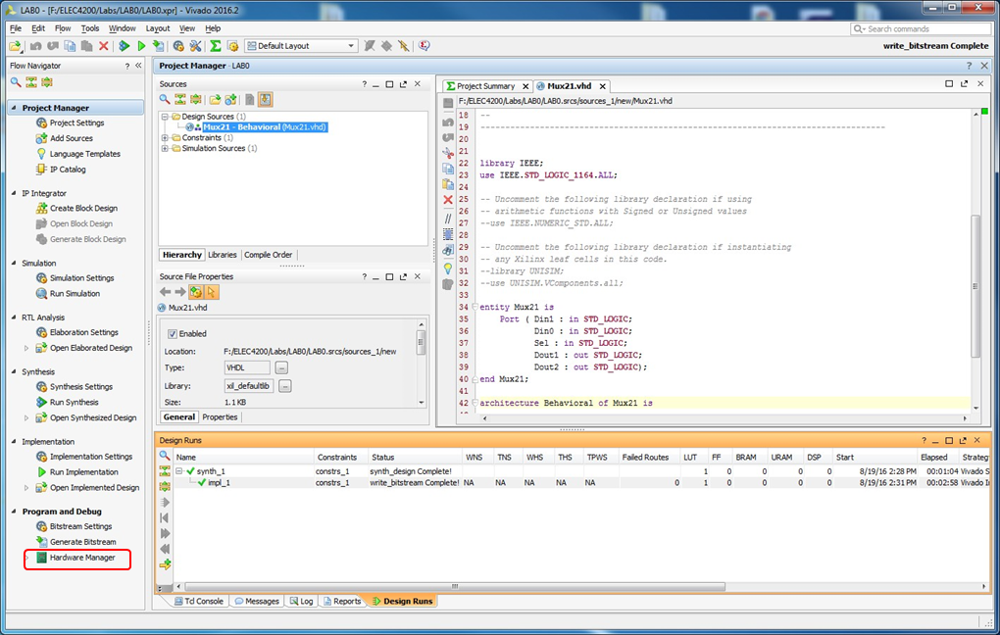 LAB0 - [F:/ELEC4200/Labs/LAB0/LAB0.xpr] - Vivado 2016.2
File Edit Flow Tools Window Layout View Help
Search commands
Default Layout
write_bitstream Complete
Flow Navigator
Project Manager
Project Settings
Add Sources
Language Templates
IP Catalog
IP Integrator
Create Block Design
Open Block Design
Generate Block Design
Simulation
Simulation Settings
Run Simulation
RTL Analysis
Elaboration Settings
Open Elaborated Design
Synthesis
Synthesis Settings
Run Synthesis
Open Synthesized Design
Implementation
Implementation Settings
Run Implementation
Open Implemented Design
Program and Debug
Bitstream Settings
Generate Bitstream
Hardware Manager
Project Manager - LAB0
Sources
Design Sources (1)
Mux21 - Behavioral (Mux21.vhd)
Constraints (1)
Simulation Sources (1)
Hierarchy Libraries Compile Order
Source File Properties
Mux21.vhd
Enabled
Location: F:/ELEC4200/Labs/LAB0/LAB0.srcs/sources_1/new
Type: VHDL
Library: xil_defaultlib
Size: 1.1 KB
General Properties
Project Summary Mux21.vhd
F:/ELEC4200/Labs/LAB0/LAB0.srcs/sources_1/new/Mux21.vhd
18 --
19 ----------------------------------------------------------------------------------
20
21
22 library IEEE;
23 use IEEE.STD_LOGIC_1164.ALL;
24
25 -- Uncomment the following library declaration if using
26 -- arithmetic functions with Signed or Unsigned values
27 --use IEEE.NUMERIC_STD.ALL;
28
29 -- Uncomment the following library declaration if instantiating
30 -- any Xilinx leaf cells in this code.
31 --library UNISIM;
32 --use UNISIM.VComponents.all;
33
34 entity Mux21 is
35 Port ( Din1 : in STD_LOGIC;
36 Din0 : in STD_LOGIC;
37 Sel : in STD_LOGIC;
38 Dout1 : out STD_LOGIC;
39 Dout2 : out STD_LOGIC);
40 end Mux21;
41
42 architecture Behavioral of Mux21 is
Design Runs
Name Constraints Status WNS TNS WHS THS TPWS Failed Routes LUT FF BRAM URAM DSP Start Elapsed Strategy
synth_1 constrs_1 synth_design Complete! 1 0 0 0 0 8/19/16 2:28 PM 00:01:04 Vivado S
impl_1 constrs_1 write_bitstream Complete! NA NA NA NA NA 0 1 0 0 0 0 8/19/16 2:31 PM 00:02:58 Vivado I
Tcl Console Messages Log Reports Design Runs